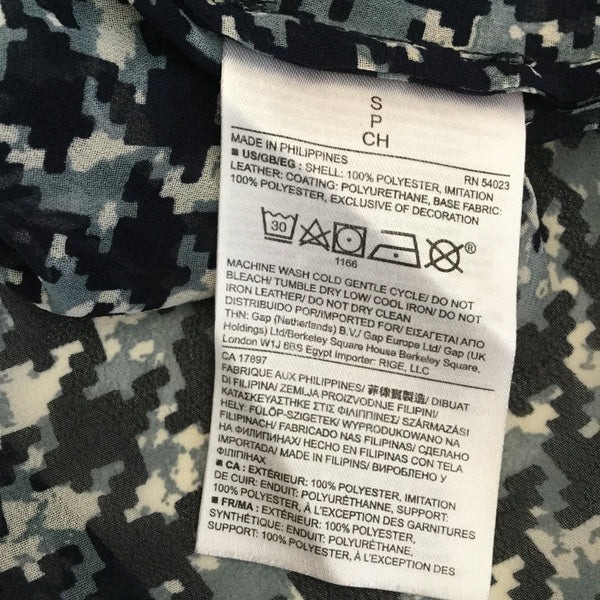 S
P
CH
MADE IN PHILIPPINES RN 54023
■ US/GB/EG : SHELL: 100% POLYESTER, IMITATION
LEATHER: COATING: POLYURETHANE, BASE FABRIC:
100% POLYESTER, EXCLUSIVE OF DECORATION
30
®
1166
MACHINE WASH COLD GENTLE CYCLE/ DO NOT
BLEACH/ TUMBLE DRY LOW/ COOL IRON/ DO NOT
IRON LEATHER/ DO NOT DRY CLEAN
DISTRIBUIDO POR/IMPORTED FOR/ ΕΙΣΑΓΕΤΑΙ ΑΠΟ
THN: Gap (Netherlands) B.V./ Gap Europe Ltd/ Gap (UK
Holdings) Ltd/Berkeley Square House Berkeley Square,
London W1J 6BS Egypt Importer: RIGE, LLC
CA 17897
FABRIQUE AUX PHILIPPINES/ 菲律賓製造/ DIBUAT
DI FILIPINA/ ZEMLJA PROIZVODNJE FILIPINI/
ΚΑΤΑΣΚΕΥΑΣΤΗΚΕ ΣΤΙΣ ΦΙΛΙΠΠΙΝΕΣ/ SZÁRMAZÁSI
HELY: FÜLÖP-SZIGETEK/ WYPRODUKOWANO NA
FILIPINACH/ FABRICADO NAS FILIPINAS/ СДЕЛАНО
НА ФИЛИПИНАХ/ HECHO EN FILIPINAS CON TELA
IMPORTADA/ MADE IN FILIPINS/ ВИРОБЛЕНО У
ФІЛІППІНАХ
■ CA : EXTÉRIEUR: 100% POLYESTER, IMITATION
DE CUIR: ENDUIT: POLYURÉTHANNE, SUPPORT:
100% POLYESTER, À L'EXCEPTION DES GARNITURES
■ FR/MA : EXTÉRIEUR: 100% POLYESTER,
SYNTHÉTIQUE: ENDUIT: POLYURÉTHANE,
SUPPORT: 100% POLYESTER, À L'EXCEPTION DES